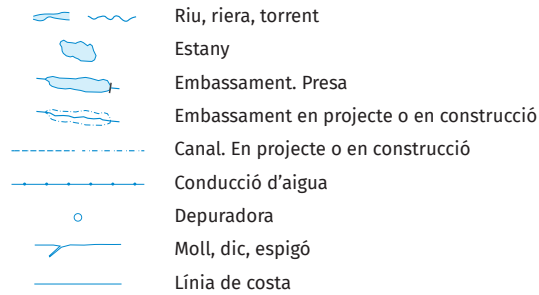 Riu, riera, torrent
Estany
Embassament. Presa
Embassament en projecte o en construcció
Canal. En projecte o en construcció
Conducció d'aigua
Depuradora
Moll, dic, espigó
Línia de costa